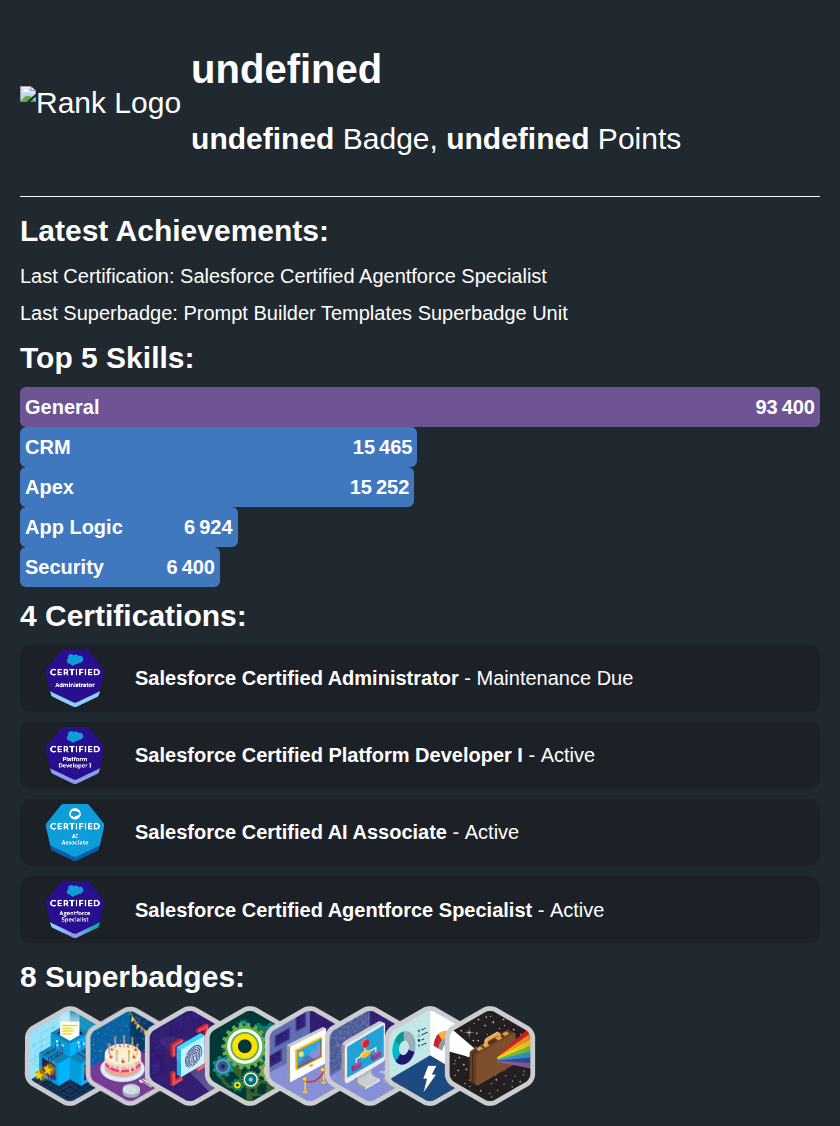 undefined
Rank Logo
undefined Badge, undefined Points
Latest Achievements:
Last Certification: Salesforce Certified Agentforce Specialist
Last Superbadge: Prompt Builder Templates Superbadge Unit
Top 5 Skills:
General 93 400
CRM 15 465
Apex 15 252
App Logic 6 924
Security 6 400
4 Certifications:
CERTIFIED
Administrator
Salesforce Certified Administrator - Maintenance Due
CERTIFIED
Platform
Developer I
Salesforce Certified Platform Developer I - Active
CERTIFIED
AI
Associate
Salesforce Certified AI Associate - Active
CERTIFIED
Agentforce
Specialist
Salesforce Certified Agentforce Specialist - Active
8 Superbadges: